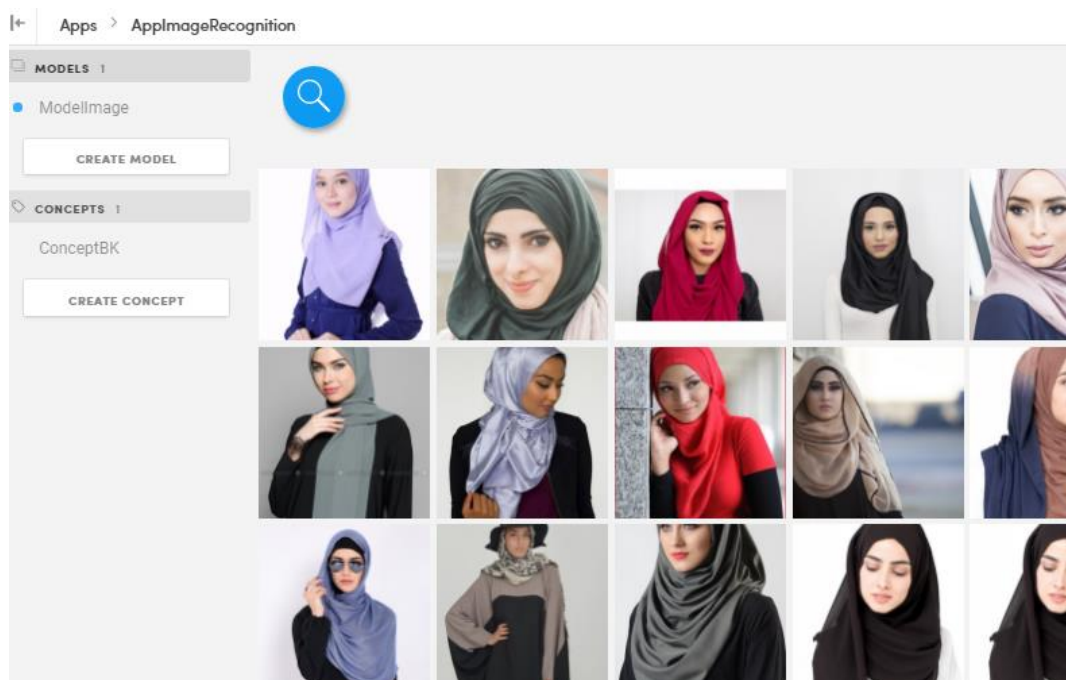 Apps > AppImageRecognition
MODELS 1
ModelImage
CREATE MODEL
CONCEPTS 1
ConceptBK
CREATE CONCEPT